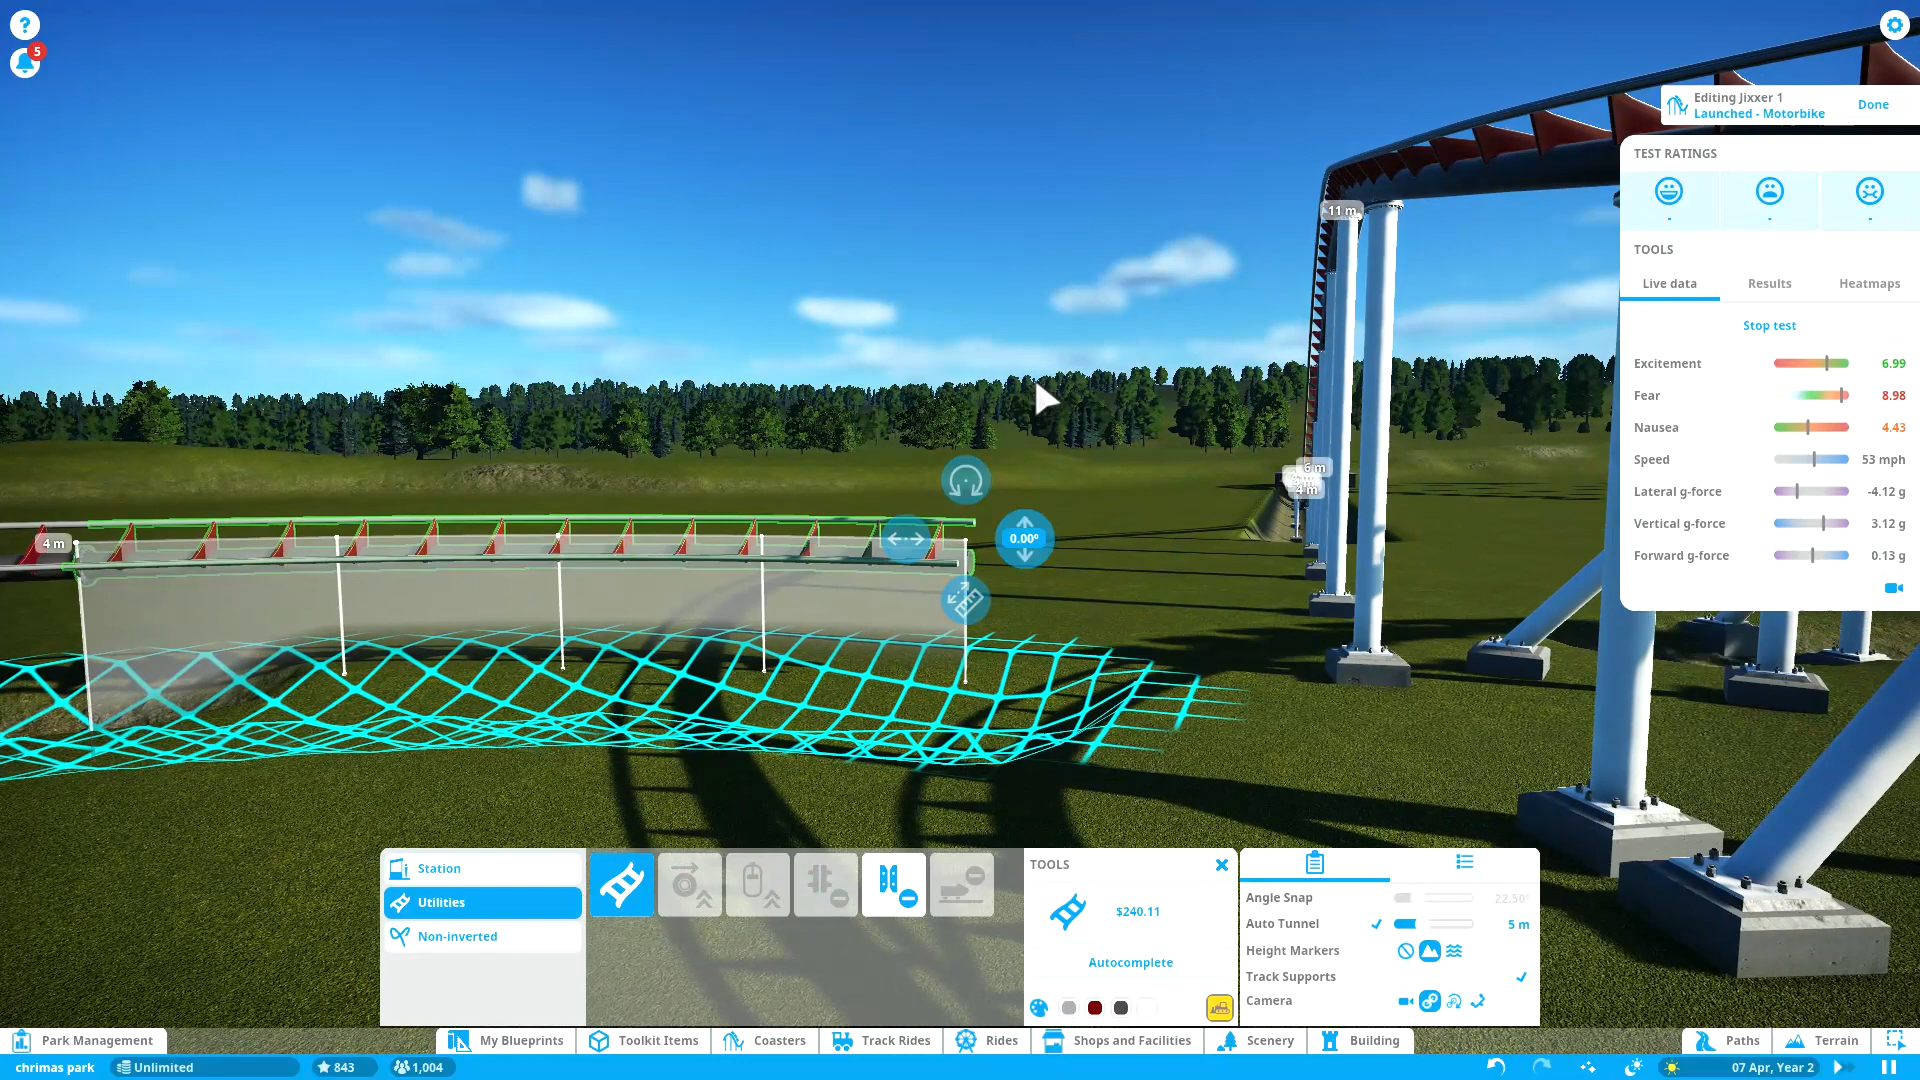 ?
5
Editing Jixxer 1
Launched - Motorbike
Done
TEST RATINGS
-
-
-
TOOLS
Live data
Results
Heatmaps
Stop test
Excitement
6.99
Fear
8.98
Nausea
4.43
Speed
53 mph
Lateral g-force
-4.12 g
Vertical g-force
3.12 g
Forward g-force
0.13 g
11 m
6 m
4 m
4 m
0.00°
Station
Utilities
Non-inverted
TOOLS
$240.11
Autocomplete
Angle Snap
22.50°
Auto Tunnel
5 m
Height Markers
Track Supports
Camera
Park Management
My Blueprints
Toolkit Items
Coasters
Track Rides
Rides
Shops and Facilities
Scenery
Building
Paths
Terrain
chrimas park
Unlimited
843
1,004
07 Apr, Year 2